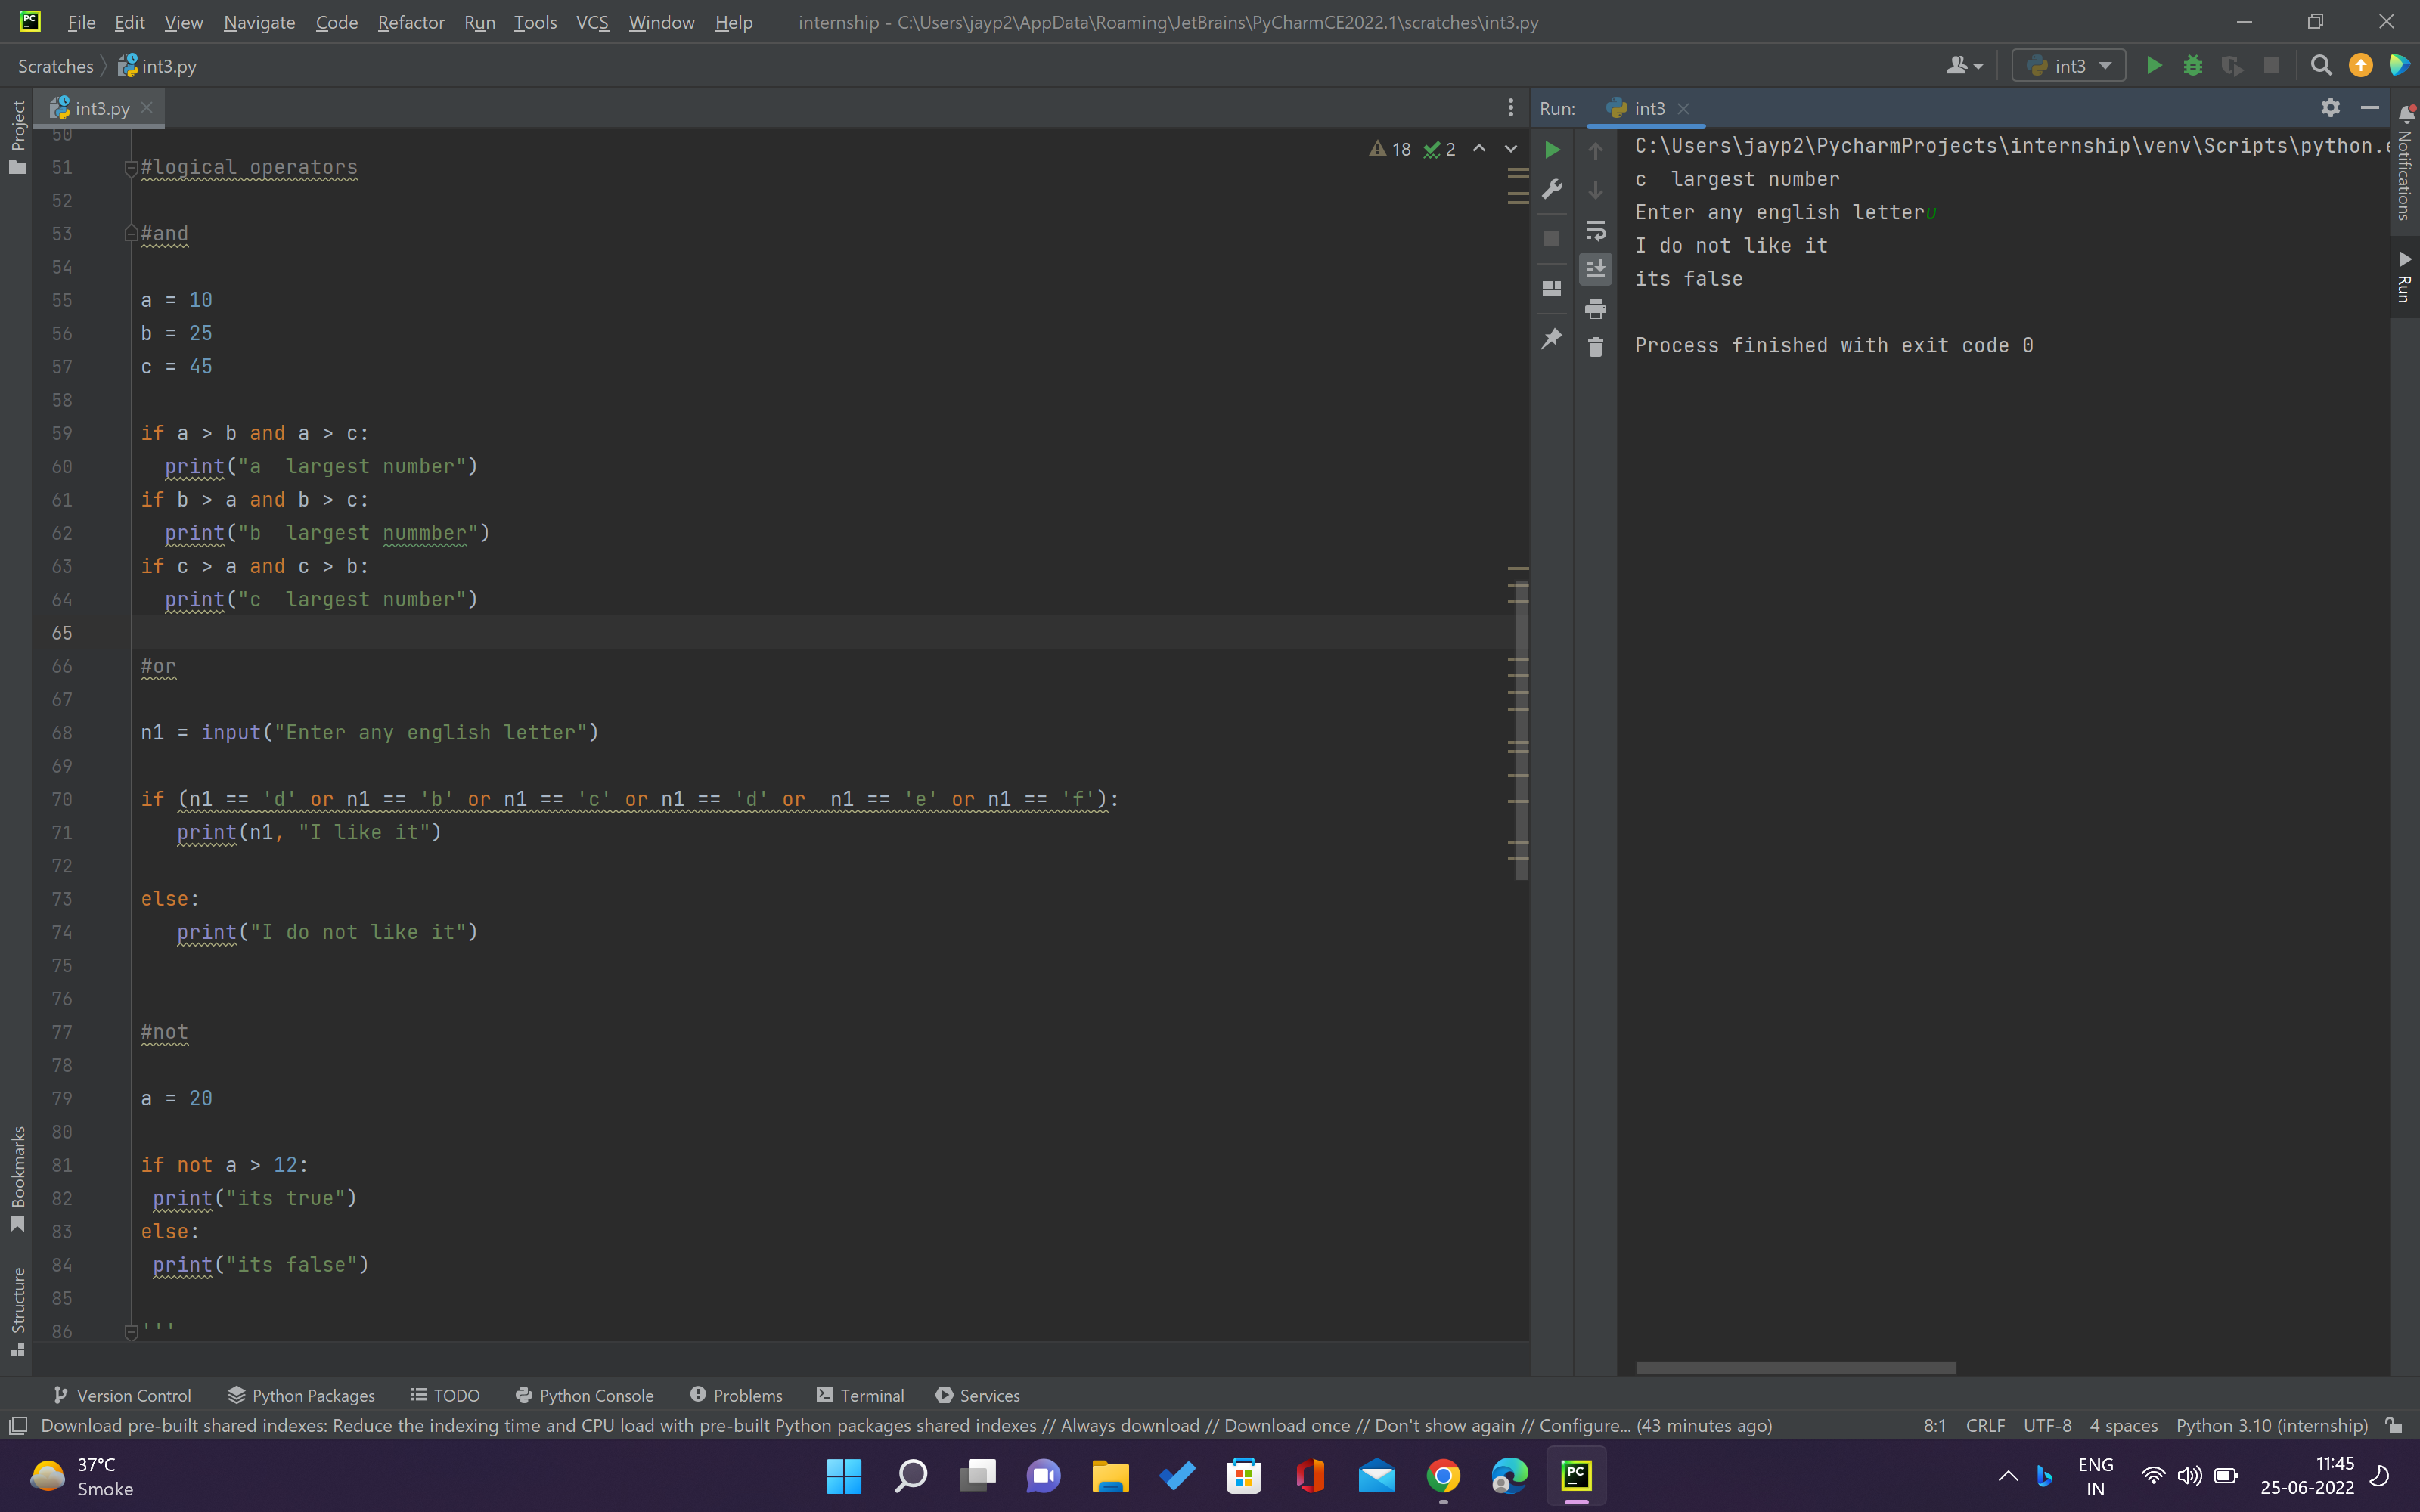 PC File Edit View Navigate Code Refactor Run Tools VCS Window Help internship - C:\Users\jayp2\AppData\Roaming\JetBrains\PyCharmCE2022.1\scratches\int3.py
Scratches int3.py int3
Project
int3.py
Run: int3
Notifications
Run
18 2
50
51 #logical operators
52
53 #and
54
55 a = 10
56 b = 25
57 c = 45
58
59 if a > b and a > c:
60 print("a  largest number")
61 if b > a and b > c:
62 print("b  largest nummber")
63 if c > a and c > b:
64 print("c  largest number")
65
66 #or
67
68 n1 = input("Enter any english letter")
69
70 if (n1 == 'd' or n1 == 'b' or n1 == 'c' or n1 == 'd' or  n1 == 'e' or n1 == 'f'):
71 print(n1, "I like it")
72
73 else:
74 print("I do not like it")
75
76
77 #not
78
79 a = 20
80
81 if not a > 12:
82 print("its true")
83 else:
84 print("its false")
85
86 '''
C:\Users\jayp2\PycharmProjects\internship\venv\Scripts\python.e
c  largest number
Enter any english letteru
I do not like it
its false
Process finished with exit code 0
Bookmarks
Structure
Version Control Python Packages TODO Python Console Problems Terminal Services
Download pre-built shared indexes: Reduce the indexing time and CPU load with pre-built Python packages shared indexes // Always download // Download once // Don't show again // Configure... (43 minutes ago) 8:1 CRLF UTF-8 4 spaces Python 3.10 (internship)
37°C
Smoke
PC
ENG
IN
11:45
25-06-2022